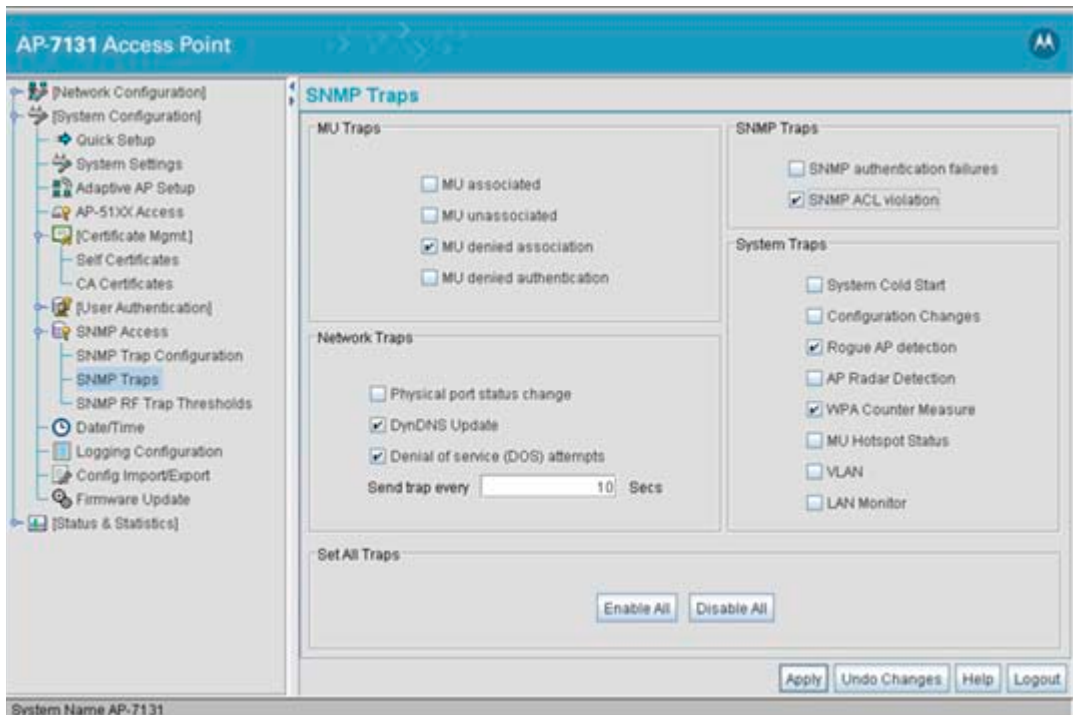 AP-7131 Access Point
[Network Configuration]
[System Configuration]
Quick Setup
System Settings
Adaptive AP Setup
AP-51XX Access
[Certificate Mgmt.]
Self Certificates
CA Certificates
[User Authentication]
SNMP Access
SNMP Trap Configuration
SNMP Traps
SNMP RF Trap Thresholds
Date/Time
Logging Configuration
Config Import/Export
Firmware Update
[Status & Statistics]
SNMP Traps
MU Traps
MU associated
MU unassociated
MU denied association
MU denied authentication
Network Traps
Physical port status change
DynDNS Update
Denial of service (DOS) attempts
Send trap every 10 Secs
SNMP Traps
SNMP authentication failures
SNMP ACL violation
System Traps
System Cold Start
Configuration Changes
Rogue AP detection
AP Radar Detection
WPA Counter Measure
MU Hotspot Status
VLAN
LAN Monitor
Set All Traps
Enable All Disable All
Apply Undo Changes Help Logout
System Name AP-7131